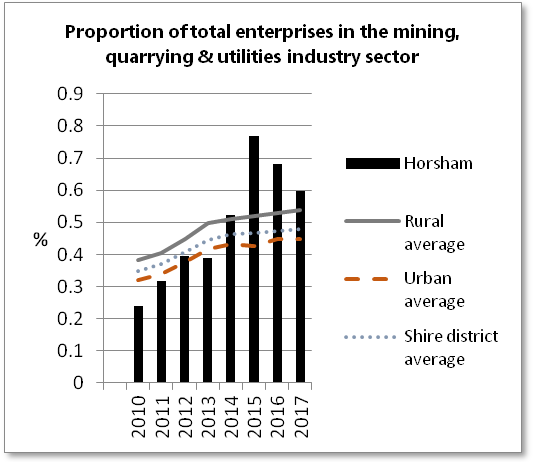 Proportion of total enterprises in the mining,
quarrying & utilities industry sector
0.9
0.8
0.7
0.6
0.5
0.4
0.3
0.2
0.1
0
%
2010
2011
2012
2013
2014
2015
2016
2017
Horsham
Rural
average
Urban
average
Shire district
average